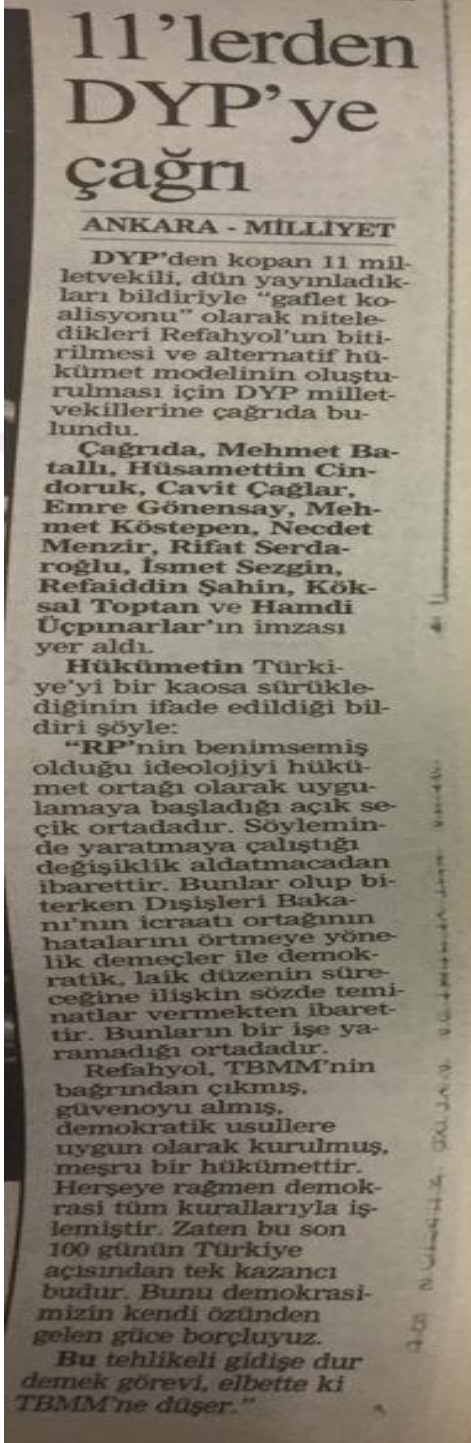 11'lerden
DYP'ye
çağrı
ANKARA - MİLLİYET
DYP'den kopan 11 mil-
letvekili, dün yayınladık-
ları bildiriyle “gaflet ko-
alisyonu” olarak nitele-
dikleri Refahyol'un biti-
rilmesi ve alternatif hü-
kümet modelinin oluştu-
rulması için DYP millet-
vekillerine çağrıda bu-
lundu.
Çağrıda, Mehmet Ba-
tallı, Hüsamettin Cin-
doruk, Cavit Çağlar,
Emre Gönensay, Meh-
met Köstepen, Necdet
Menzir, Rifat Serda-
roğlu, İsmet Sezgin,
Refaiddin Şahin, Kök-
sal Toptan ve Hamdi
Üçpınarlar'ın imzası
yer aldı.
Hükümetin Türki-
ye'yi bir kaosa sürükle-
diğinin ifade edildiği bil-
diri şöyle:
“RP'nin benimsemiş
olduğu ideolojiyi hükü-
met ortağı olarak uygu-
lamaya başladığı açık se-
çik ortadadır. Söylemin-
de yaratmaya çalıştığı
değişiklik aldatmacadan
ibarettir. Bunlar olup bi-
terken Dışişleri Baka-
nı'nın icraatı ortağının
hatalarını örtmeye yöne-
lik demeçler ile demok-
ratik, laik düzenin süre-
ceğine ilişkin sözde temi-
natlar vermekten ibaret-
tir. Bunların bir işe ya-
ramadığı ortadadır.
Refahyol, TBMM'nin
bağrından çıkmış,
güvenoyu almış,
demokratik usullere
uygun olarak kurulmuş,
meşru bir hükümettir.
Herşeye rağmen demok-
rasi tüm kurallarıyla iş-
lemiştir. Zaten bu son
100 günün Türkiye
açısından tek kazancı
budur. Bunu demokrasi-
mizin kendi özünden
gelen güce borçluyuz.
Bu tehlikeli gidişe dur
demek görevi, elbette ki
TBMM'ne düşer.”